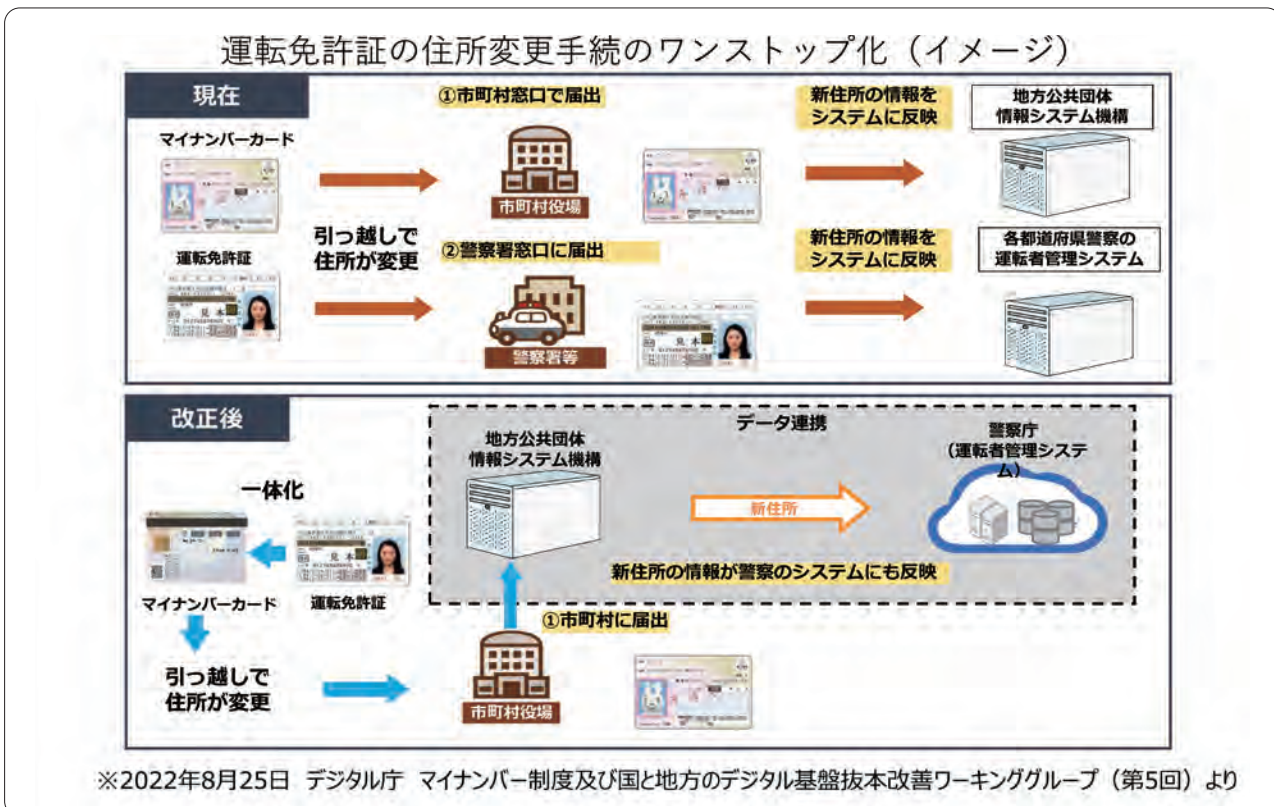 運転免許証の住所変更手続のワンストップ化（イメージ）
現在
①市町村窓口で届出
新住所の情報を
システムに反映
地方公共団体
情報システム機構
マイナンバーカード
市町村役場
引っ越しで
住所が変更
運転免許証
見本
②警察署窓口に届出
新住所の情報を
システムに反映
各都道府県警察の
運転者管理システム
警察署等
見本
改正後
データ連携
地方公共団体
情報システム機構
警察庁
（運転者管理システ
ム）
一体化
新住所
見本
新住所の情報が警察のシステムにも反映
マイナンバーカード
運転免許証
①市町村に届出
引っ越しで
住所が変更
市町村役場
※2022年8月25日 デジタル庁 マイナンバー制度及び国と地方のデジタル基盤抜本改善ワーキンググループ（第5回）より